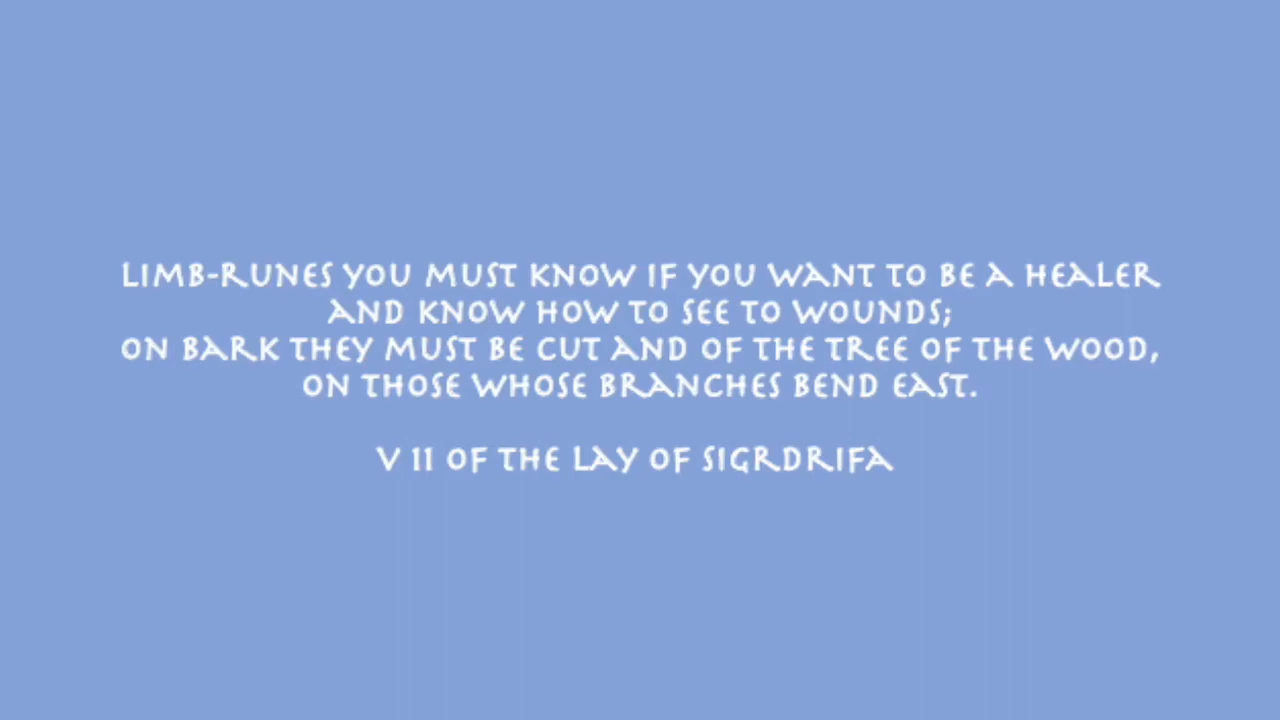 LIMB-RUNES YOU MUST KNOW IF YOU WANT TO BE A HEALER
AND KNOW HOW TO SEE TO WOUNDS;
ON BARK THEY MUST BE CUT AND OF THE TREE OF THE WOOD,
ON THOSE WHOSE BRANCHES BEND EAST.
V 11 OF THE LAY OF SIGRDRIFA